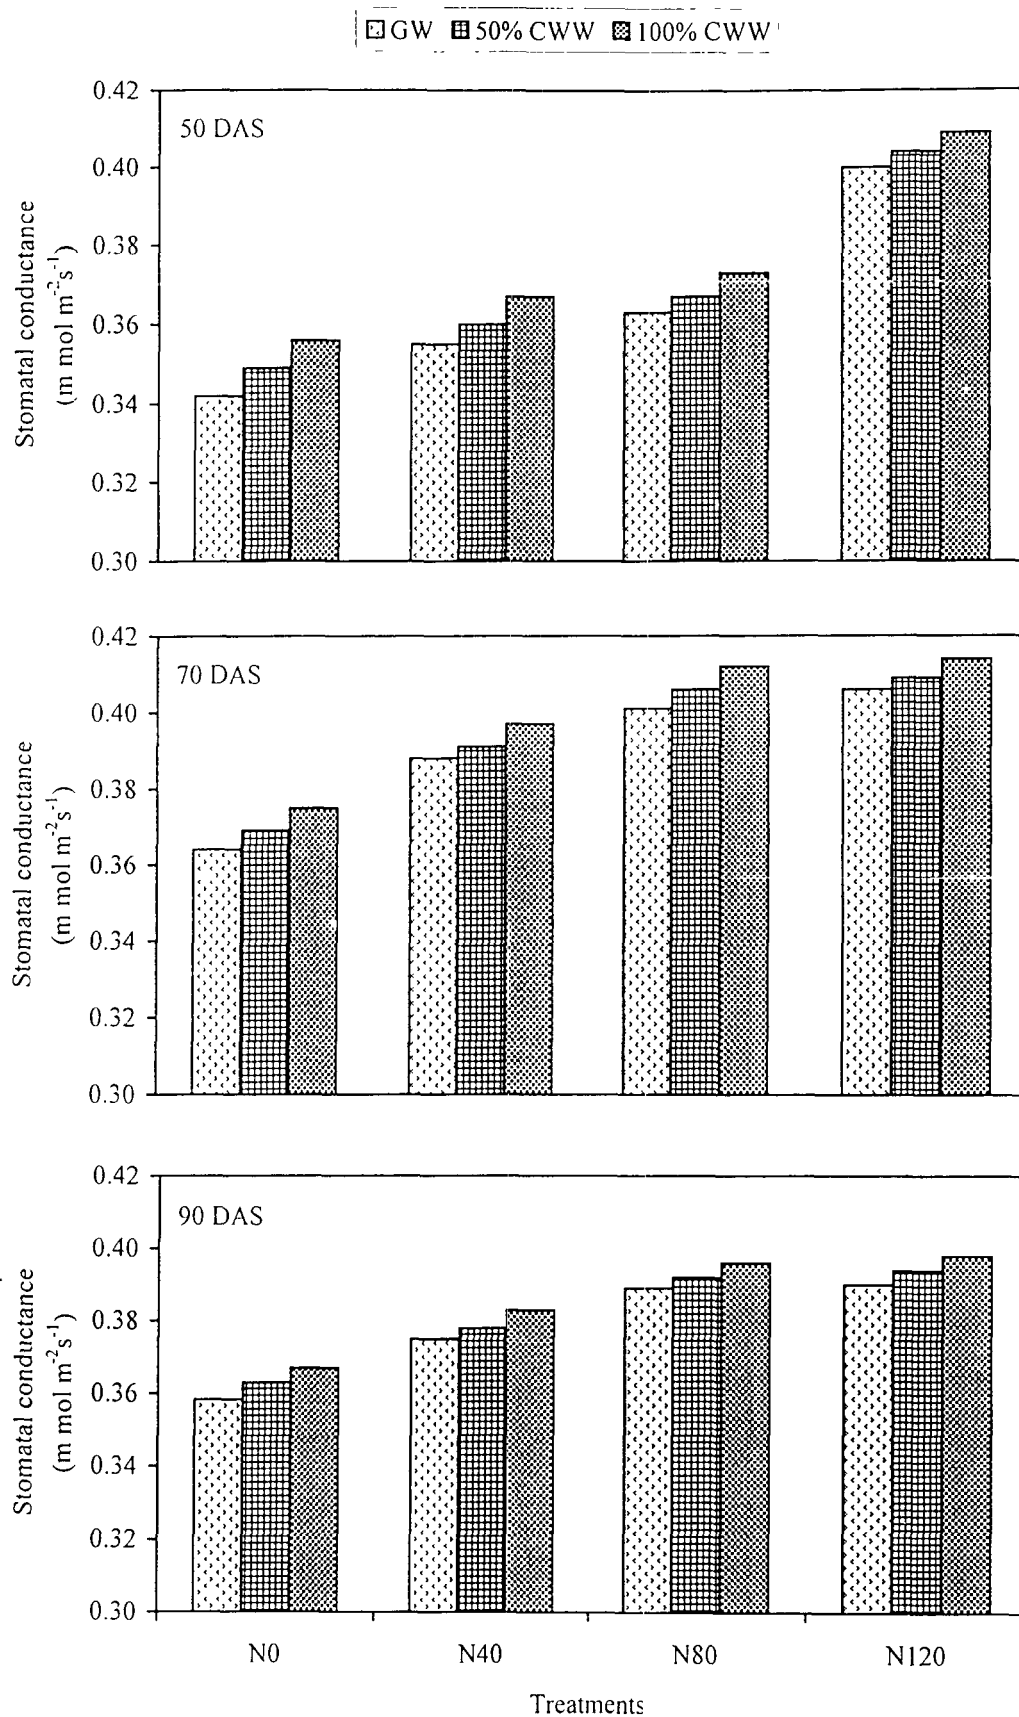 GW 50% CWW 100% CWW
50 DAS
0.42
0.40
0.38
0.36
0.34
0.32
0.30
Stomatal conductance
(m mol m⁻²s⁻¹)
70 DAS
0.42
0.40
0.38
0.36
0.34
0.32
0.30
Stomatal conductance
(m mol m⁻²s⁻¹)
90 DAS
0.42
0.40
0.38
0.36
0.34
0.32
0.30
Stomatal conductance
(m mol m⁻²s⁻¹)
N0 N40 N80 N120
Treatments